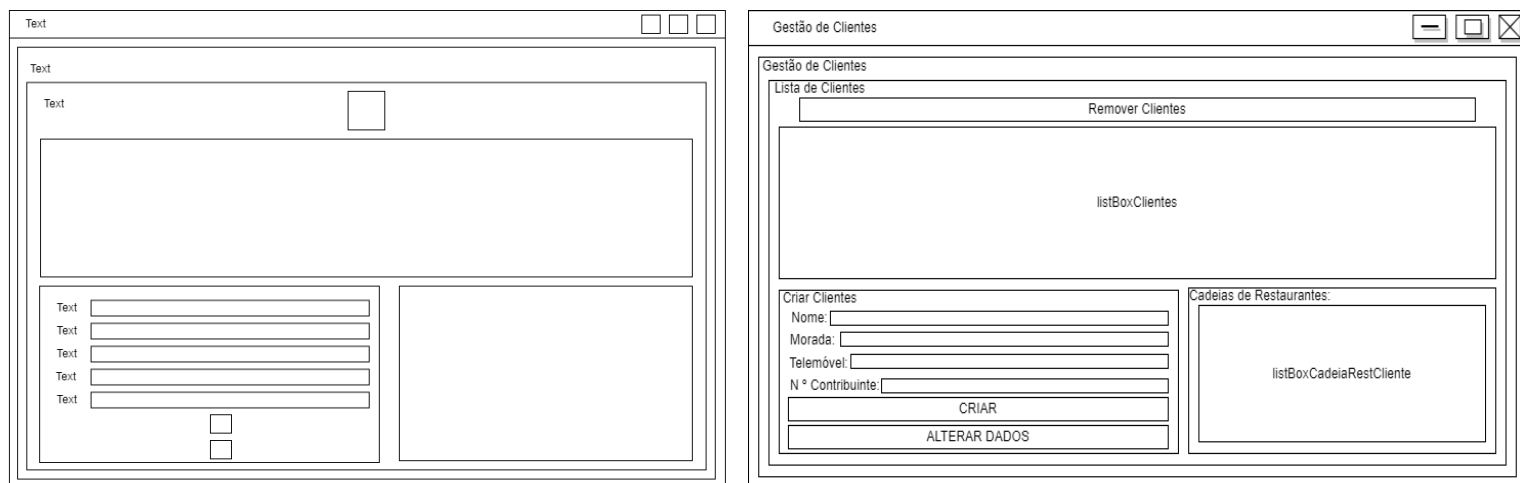 Text
Text
Text
Text
Text
Text
Text
Text
Gestão de Clientes
Gestão de Clientes
Lista de Clientes
Remover Clientes
listBoxClientes
Criar Clientes
Nome:
Morada:
Telemóvel:
N º Contribuinte:
CRIAR
ALTERAR DADOS
Cadeias de Restaurantes:
listBoxCadeiaRestCliente